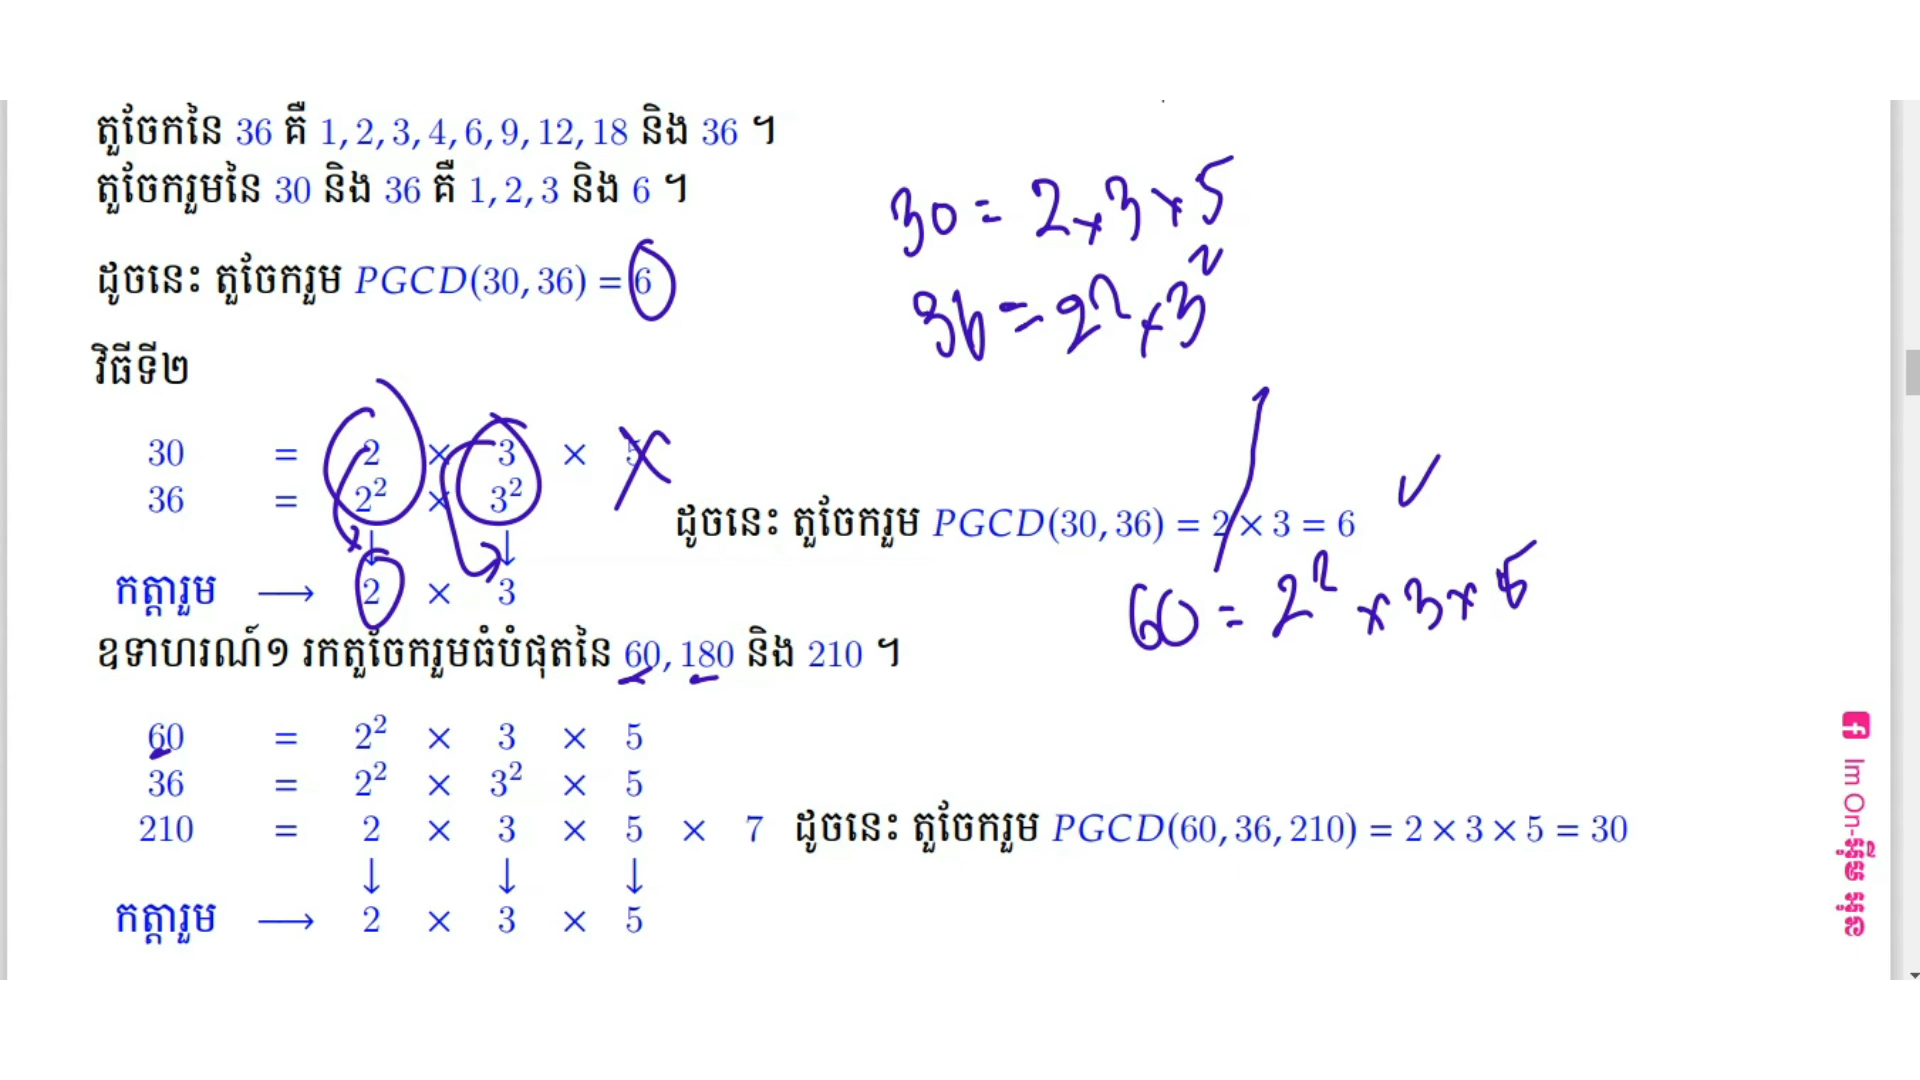 តួចែកនៃ 36 គឺ 1, 2, 3, 4, 6, 9, 12, 18 និង 36 ។
តួចែករួមនៃ 30 និង 36 គឺ 1, 2, 3 និង 6 ។
30 = 2 × 3 × 5
ដូចនេះ តួចែករួម PGCD(30, 36) = 6
36 = 2² × 3²
វិធីទី២
30 = 2 × 3 × 5
36 = 2² × 3²
↓ ↓
ដូចនេះ តួចែករួម PGCD(30, 36) = 2 × 3 = 6 ✓
កត្តារួម ⟶ 2 × 3
60 = 2² × 3 × 5
ឧទាហរណ៍១ រកតួចែករួមធំបំផុតនៃ 60, 180 និង 210 ។
60 = 2² × 3 × 5
36 = 2² × 3² × 5
210 = 2 × 3 × 5 × 7 ដូចនេះ តួចែករួម PGCD(60, 36, 210) = 2 × 3 × 5 = 30
↓ ↓ ↓
កត្តារួម ⟶ 2 × 3 × 5
Im On-